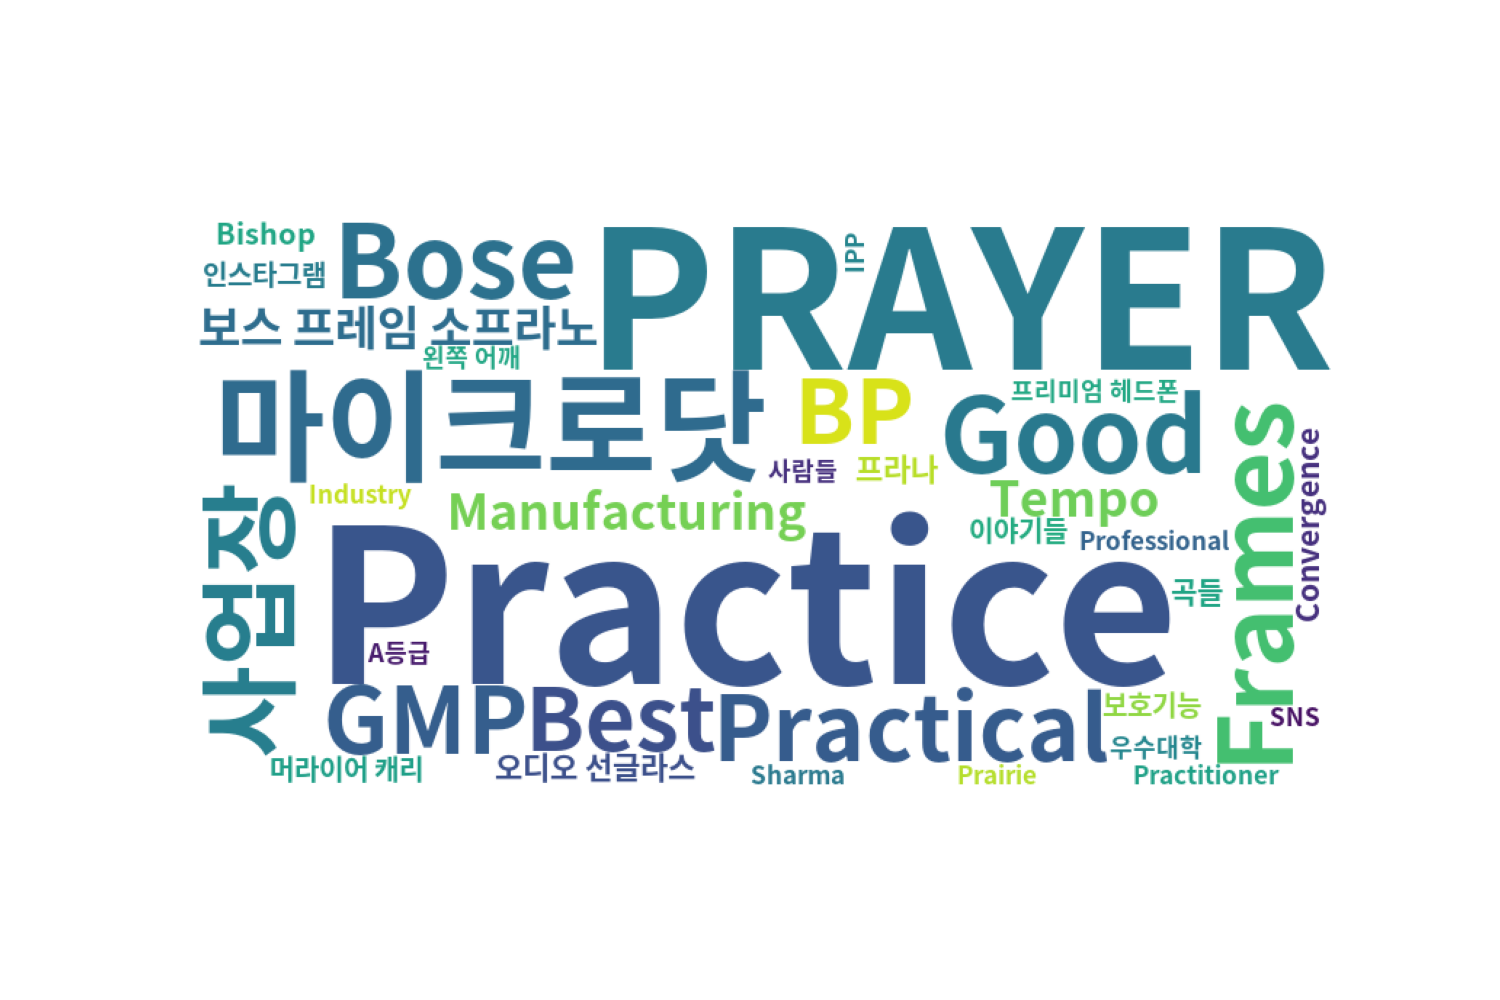 Bishop
Bose
PRAYER
IPP
인스타그램
보스 프레임 소프라노
왼쪽 어깨
마이크로닷
BP
프리미엄 헤드폰
Good
사람들
프라나
Frames
Convergence
Industry
Manufacturing
Tempo
이야기들
Professional
사업장
Practice
곡들
A등급
GMP
Best
Practical
보호기능
SNS
우수대학
머라이어 캐리
오디오 선글라스
Sharma
Prairie
Practitioner